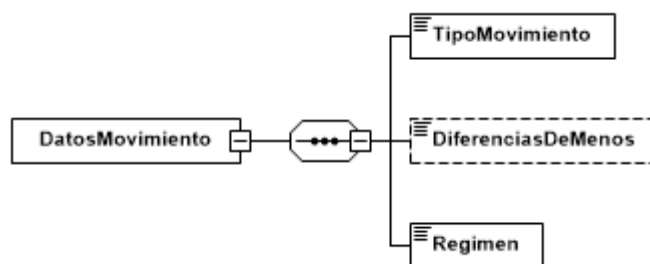 TipoMovimiento
DatosMovimiento
DiferenciasDeMenos
Regimen